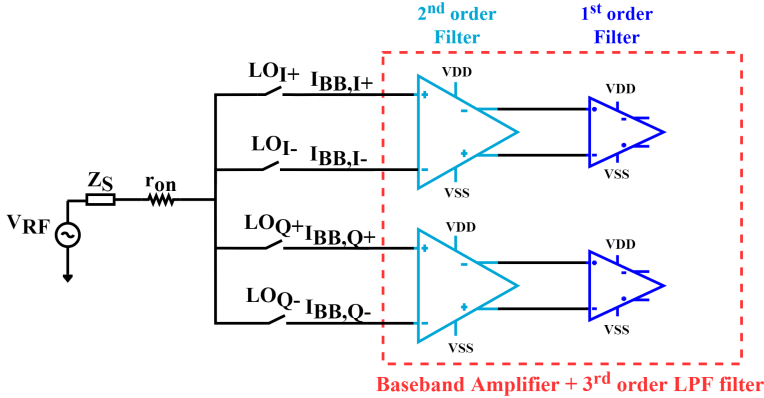 2nd order
Filter
1st order
Filter
VDD
LOI+
IBB,I+
VDD
+
-
-
LOI-
IBB,I-
+
-
-
VSS
VSS
ZS
ron
VRF
LOQ+
IBB,Q+
VDD
VDD
+
-
-
LOQ-
IBB,Q-
+
-
-
VSS
VSS
Baseband Amplifier + 3rd order LPF filter